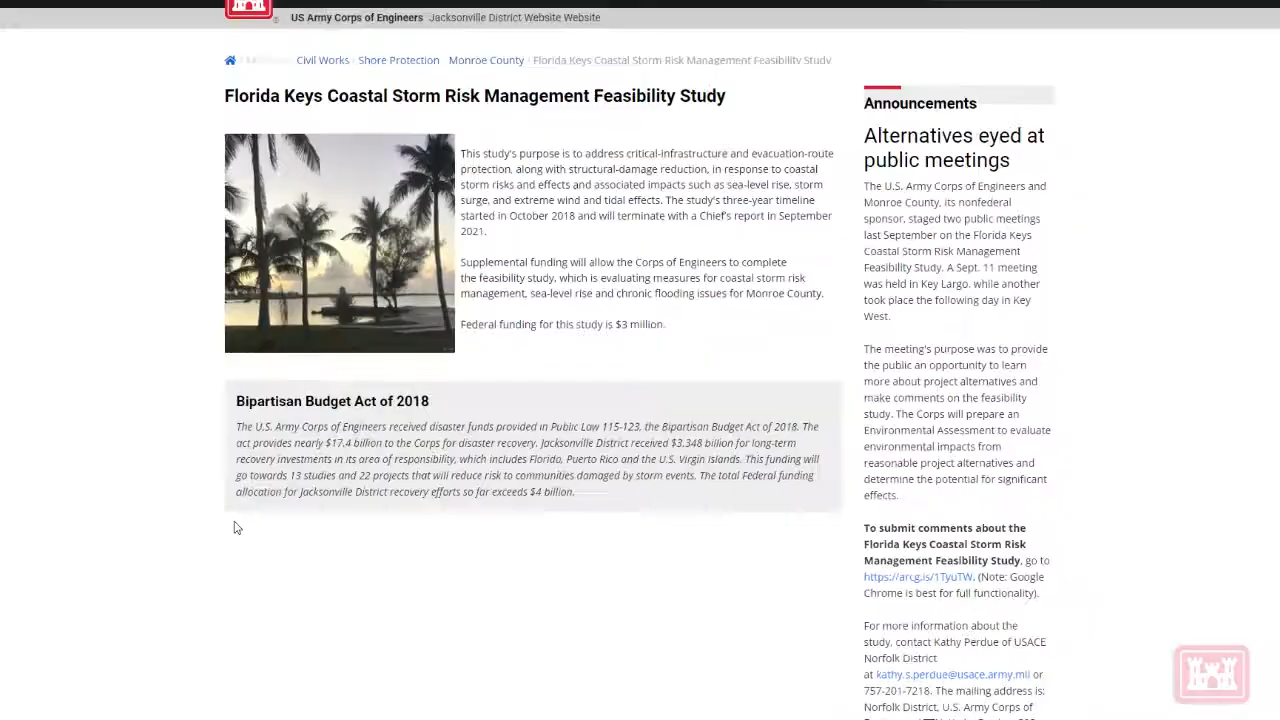 US Army Corps of Engineers Jacksonville District Website Website
Civil Works Shore Protection Monroe County Florida Keys Coastal Storm Risk Management Feasibility Study
Florida Keys Coastal Storm Risk Management Feasibility Study
This study's purpose is to address critical-infrastructure and evacuation-route
protection, along with structural-damage reduction, in response to coastal
storm risks and effects and associated impacts such as sea-level rise, storm
surge, and extreme wind and tidal effects. The study's three-year timeline
started in October 2018 and will terminate with a Chief's report in September
2021.
Supplemental funding will allow the Corps of Engineers to complete
the feasibility study, which is evaluating measures for coastal storm risk
management, sea-level rise and chronic flooding issues for Monroe County.
Federal funding for this study is $3 million.
Bipartisan Budget Act of 2018
The U.S. Army Corps of Engineers received disaster funds provided in Public Law 115-123, the Bipartisan Budget Act of 2018. The
act provides nearly $17.4 billion to the Corps for disaster recovery. Jacksonville District received $3.348 billion for long-term
recovery investments in its area of responsibility, which includes Florida, Puerto Rico and the U.S. Virgin Islands. This funding will
go towards 13 studies and 22 projects that will reduce risk to communities damaged by storm events. The total Federal funding
allocation for Jacksonville District recovery efforts so far exceeds $4 billion.
Announcements
Alternatives eyed at
public meetings
The U.S. Army Corps of Engineers and
Monroe County, its nonfederal
sponsor, staged two public meetings
last September on the Florida Keys
Coastal Storm Risk Management
Feasibility Study. A Sept. 11 meeting
was held in Key Largo, while another
took place the following day in Key
West.
The meeting's purpose was to provide
the public an opportunity to learn
more about project alternatives and
make comments on the feasibility
study. The Corps will prepare an
Environmental Assessment to evaluate
environmental impacts from
reasonable project alternatives and
determine the potential for significant
effects.
To submit comments about the
Florida Keys Coastal Storm Risk
Management Feasibility Study, go to
https://arcg.is/1TyuTW. (Note: Google
Chrome is best for full functionality).
For more information about the
study, contact Kathy Perdue of USACE
Norfolk District
at kathy.s.perdue@usace.army.mil or
757-201-7218. The mailing address is:
Norfolk District, U.S. Army Corps of